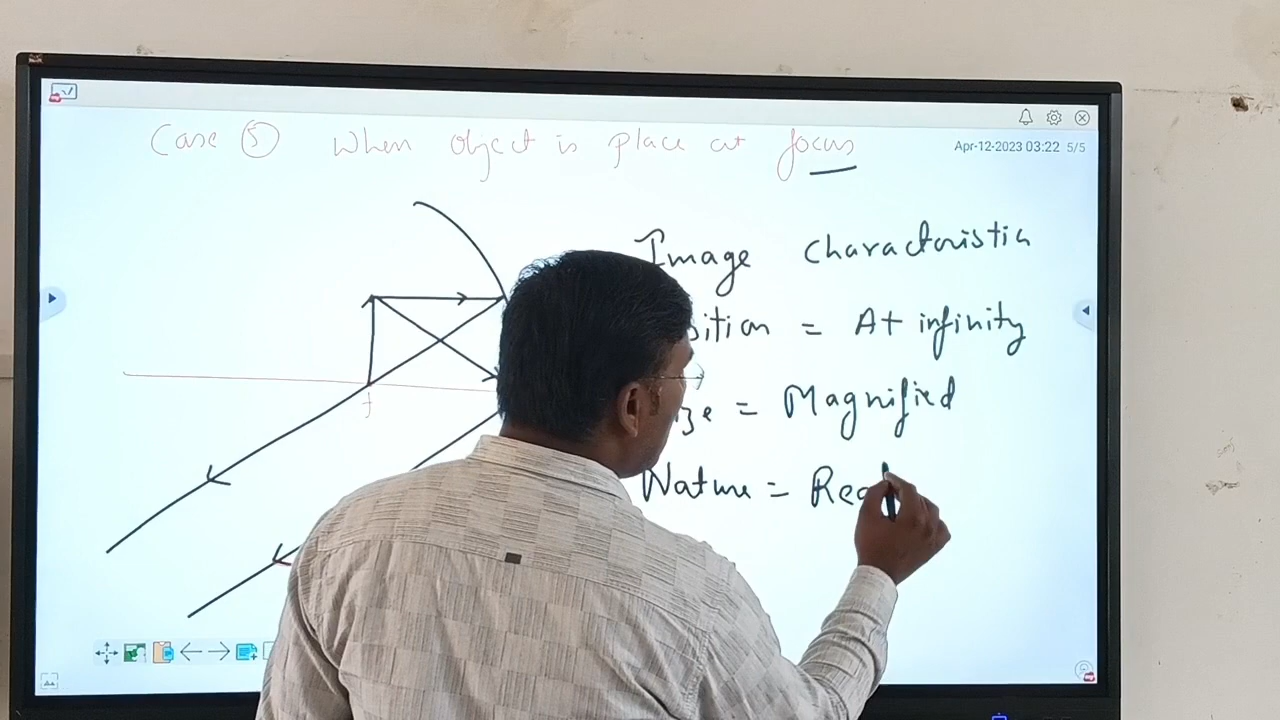 Case 5 When object is place at focus
Apr-12-2023 03:22 5/5
Image characteristic
sition = At infinity
ze = Magnified
Nature = Rea
f